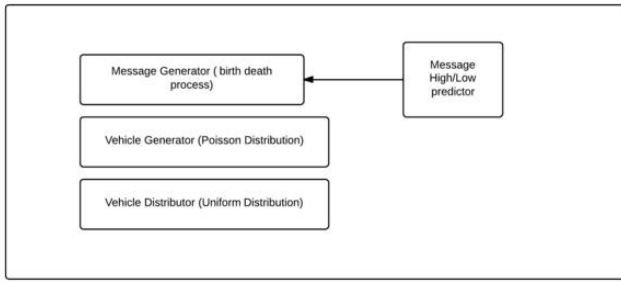 Message Generator ( birth death
process)
Message
High/Low
predictor
Vehicle Generator (Poisson Distribution)
Vehicle Distributor (Uniform Distribution)